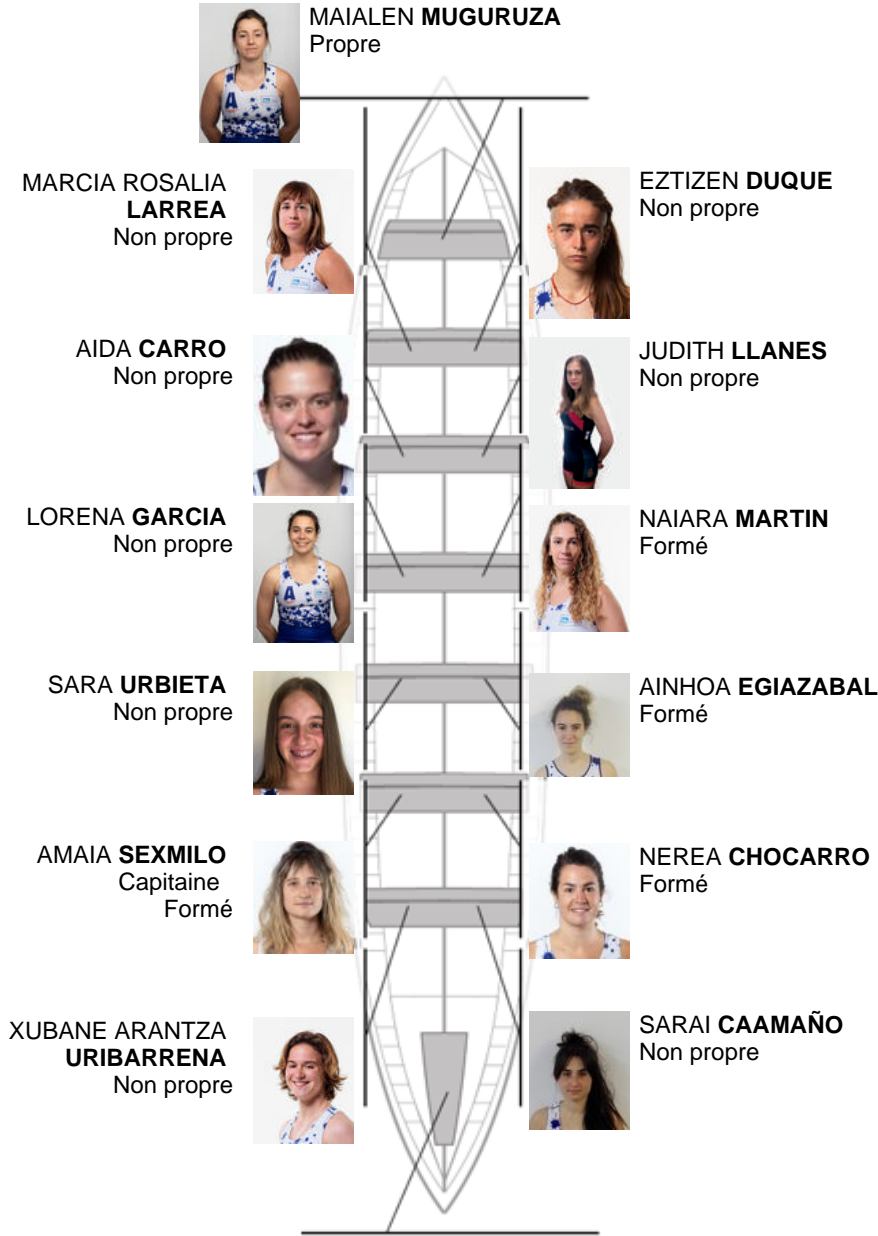 MAIALEN MUGURUZA
Propre
MARCIA ROSALIA
LARREA
Non propre
EZTIZEN DUQUE
Non propre
AIDA CARRO
Non propre
JUDITH LLANES
Non propre
LORENA GARCIA
Non propre
NAIARA MARTIN
Formé
SARA URBIETA
Non propre
AINHOA EGIAZABAL
Formé
AMAIA SEXMILO
Capitaine
Formé
NEREA CHOCARRO
Formé
XUBANE ARANTZA
URIBARRENA
Non propre
SARAI CAAMAÑO
Non propre